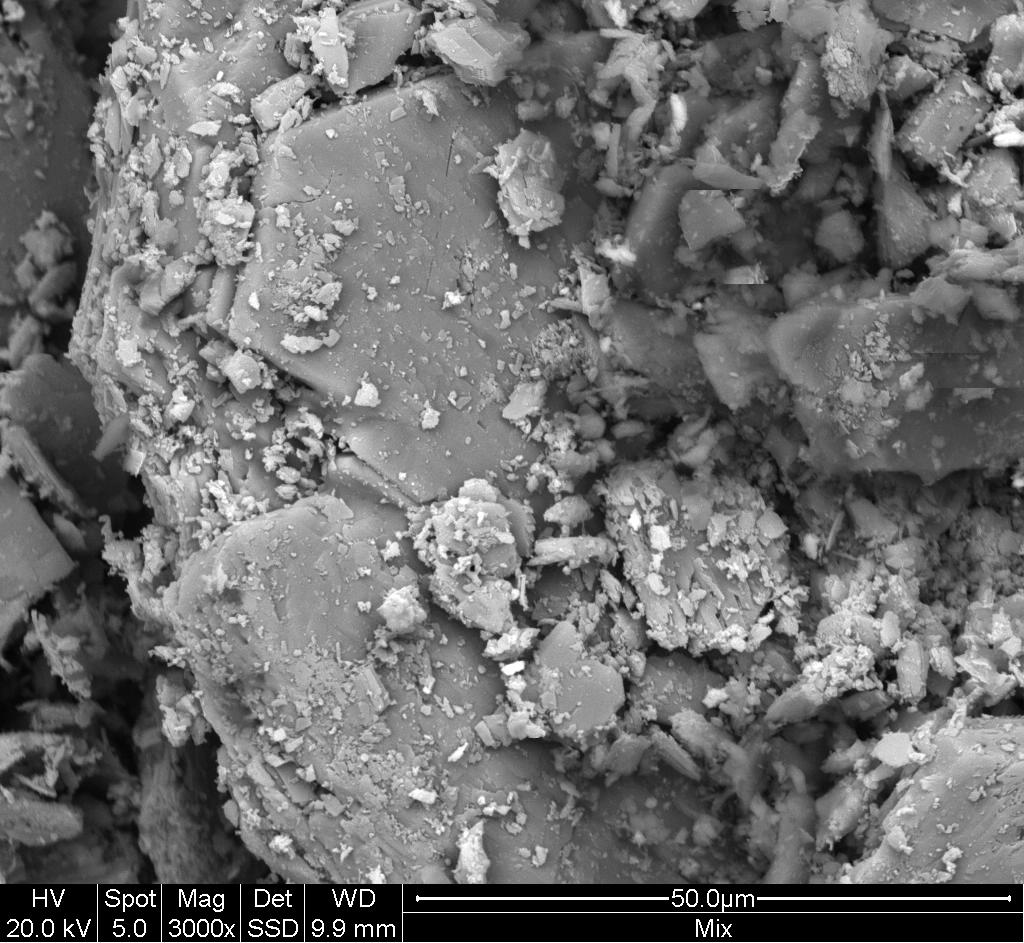 HV Spot Mag Det WD 50.0µm
20.0 kV 5.0 3000x SSD 9.9 mm Mix